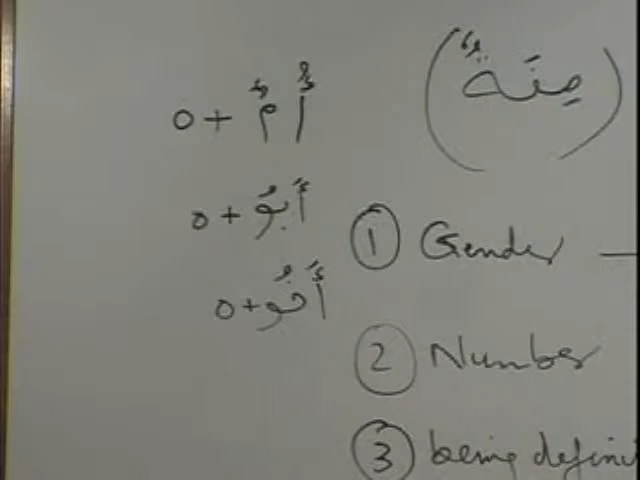 (صِفَةٌ)
أُمُّ + ه
أَبُو + ه
① Gender —
أَخُو + ه
② Number
③ being defini